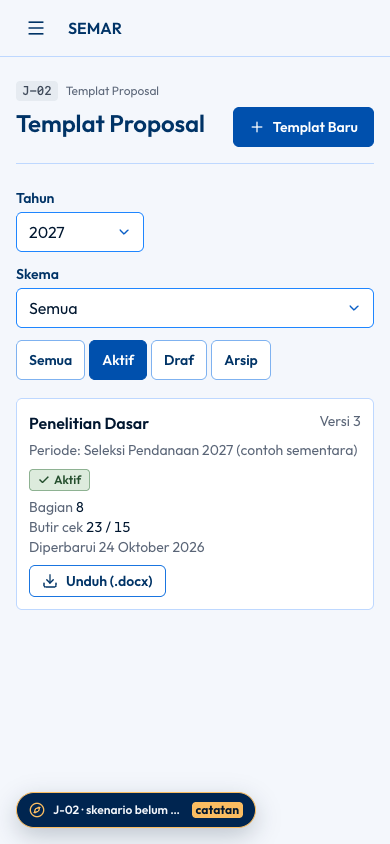 SEMAR
J-02 Templat Proposal
Templat Proposal
Templat Baru
Tahun
2027
Skema
Semua
Semua Aktif Draf Arsip
Penelitian Dasar Versi 3
Periode: Seleksi Pendanaan 2027 (contoh sementara)
Aktif
Bagian 8
Butir cek 23 / 15
Diperbarui 24 Oktober 2026
Unduh (.docx)
J-02 · skenario belum ... catatan